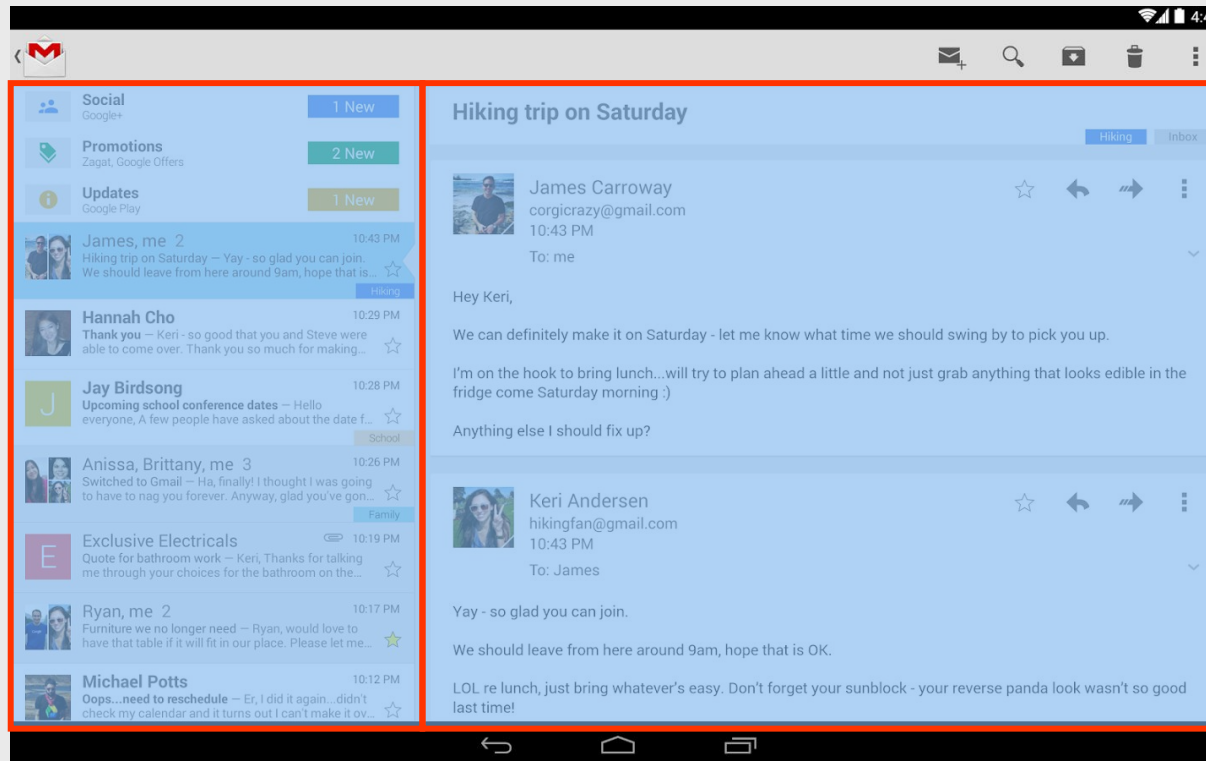 4:4
Social
Google+
1 New
Promotions
Zagat, Google Offers
2 New
Updates
Google Play
1 New
James, me 2
10:43 PM
Hiking trip on Saturday — Yay - so glad you can join.
We should leave from here around 9am, hope that is...
Hiking
Hannah Cho
10:29 PM
Thank you — Keri - so good that you and Steve were
able to come over. Thank you so much for making...
J
Jay Birdsong
10:28 PM
Upcoming school conference dates — Hello
everyone, A few people have asked about the date f...
School
Anissa, Brittany, me 3
10:26 PM
Switched to Gmail — Ha, finally! I thought I was going
to have to nag you forever. Anyway, glad you've gon...
Family
E
Exclusive Electricals
10:19 PM
Quote for bathroom work — Keri, Thanks for talking
me through your choices for the bathroom on the...
Ryan, me 2
10:17 PM
Furniture we no longer need — Ryan, would love to
have that table if it will fit in our place. Please let me...
Michael Potts
10:12 PM
Oops...need to reschedule — Er, I did it again...didn't
check my calendar and it turns out I can't make it ov...
Hiking trip on Saturday
Hiking
Inbox
James Carroway
corgicrazy@gmail.com
10:43 PM
To: me
Hey Keri,
We can definitely make it on Saturday - let me know what time we should swing by to pick you up.
I'm on the hook to bring lunch...will try to plan ahead a little and not just grab anything that looks edible in the
fridge come Saturday morning :)
Anything else I should fix up?
Keri Andersen
hikingfan@gmail.com
10:43 PM
To: James
Yay - so glad you can join.
We should leave from here around 9am, hope that is OK.
LOL re lunch, just bring whatever's easy. Don't forget your sunblock - your reverse panda look wasn't so good
last time!